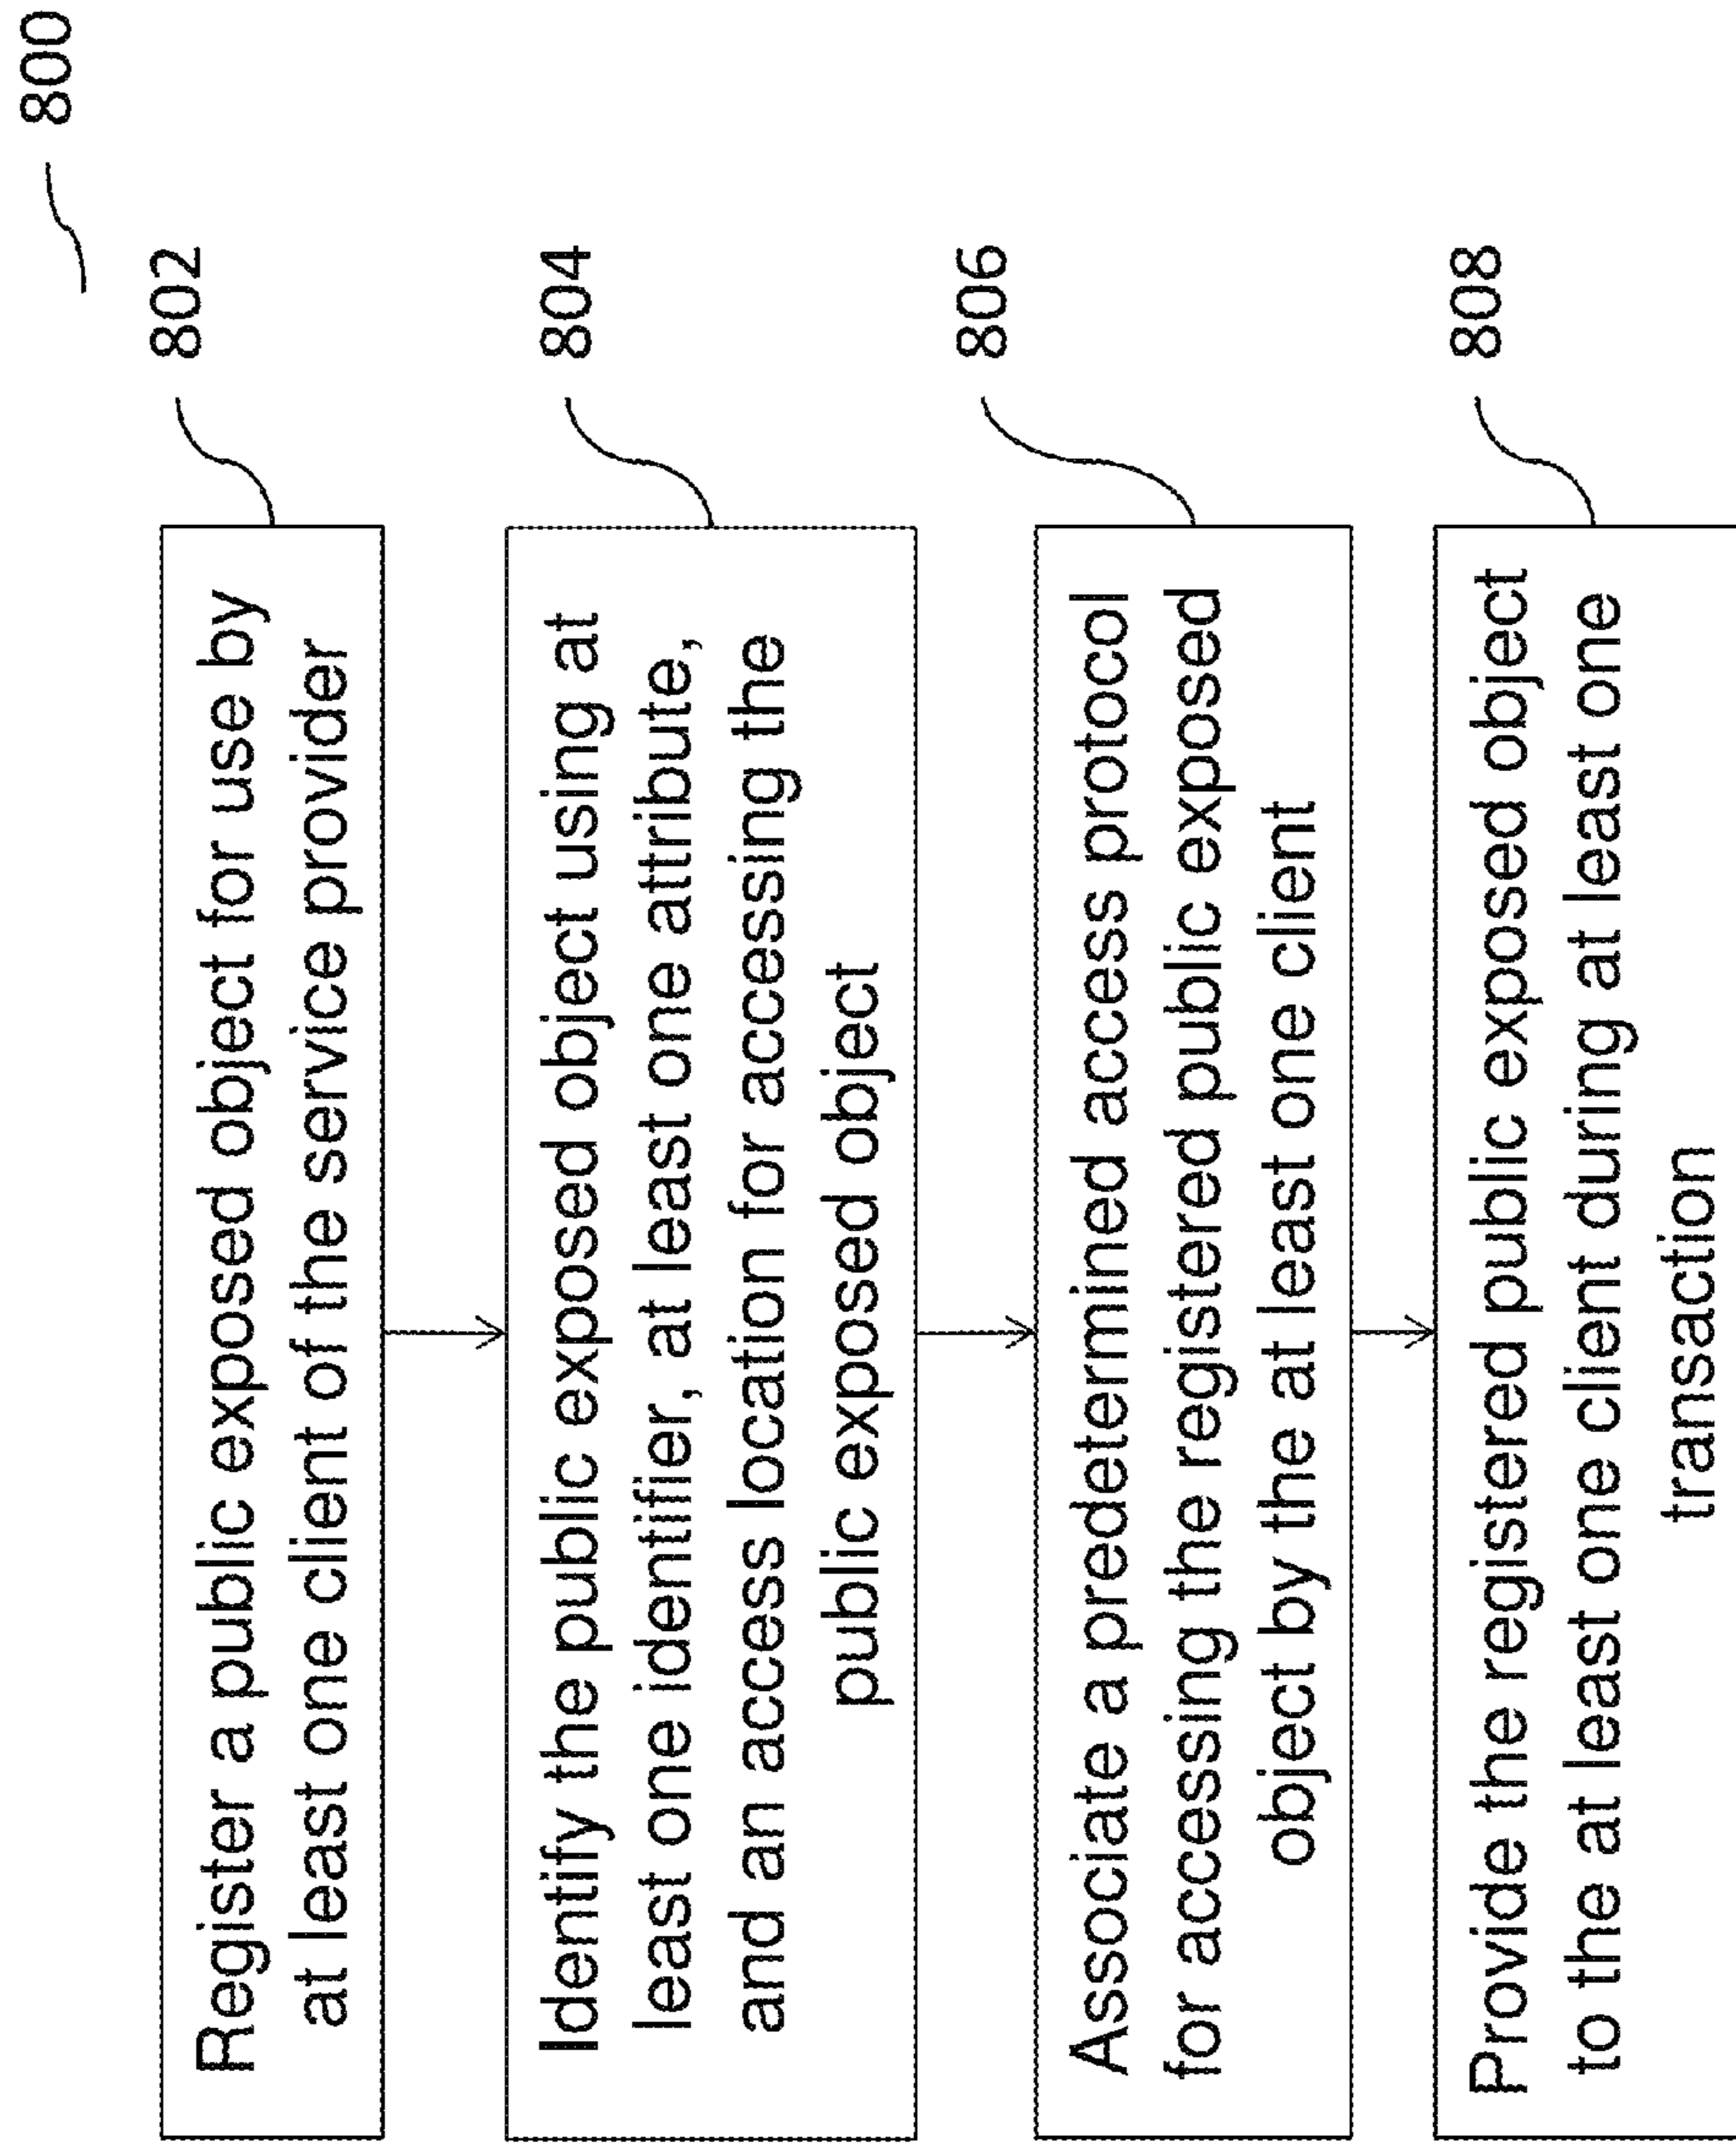 800
802
Register a public exposed object for use by
at least one client of the service provider
804
Identify the public exposed object using at
least one identifier, at least one attribute,
and an access location for accessing the
public exposed object
806
Associate a predetermined access protocol
for accessing the registered public exposed
object by the at least one client
808
Provide the registered public exposed object
to the at least one client during at least one
transaction